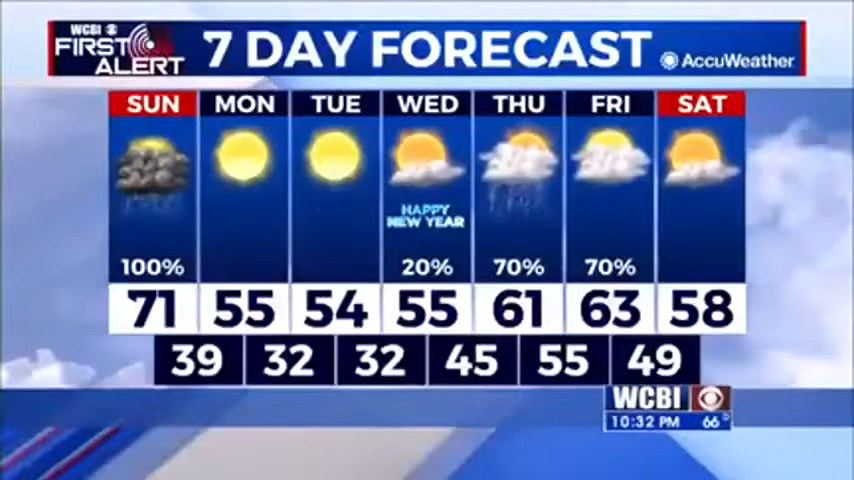 WCBI
FIRST
ALERT
7 DAY FORECAST
AccuWeather
SUN MON TUE WED THU FRI SAT
HAPPY
NEW YEAR
100% 20% 70% 70%
71 55 54 55 61 63 58
39 32 32 45 55 49
WCBI
10:32 PM 66°